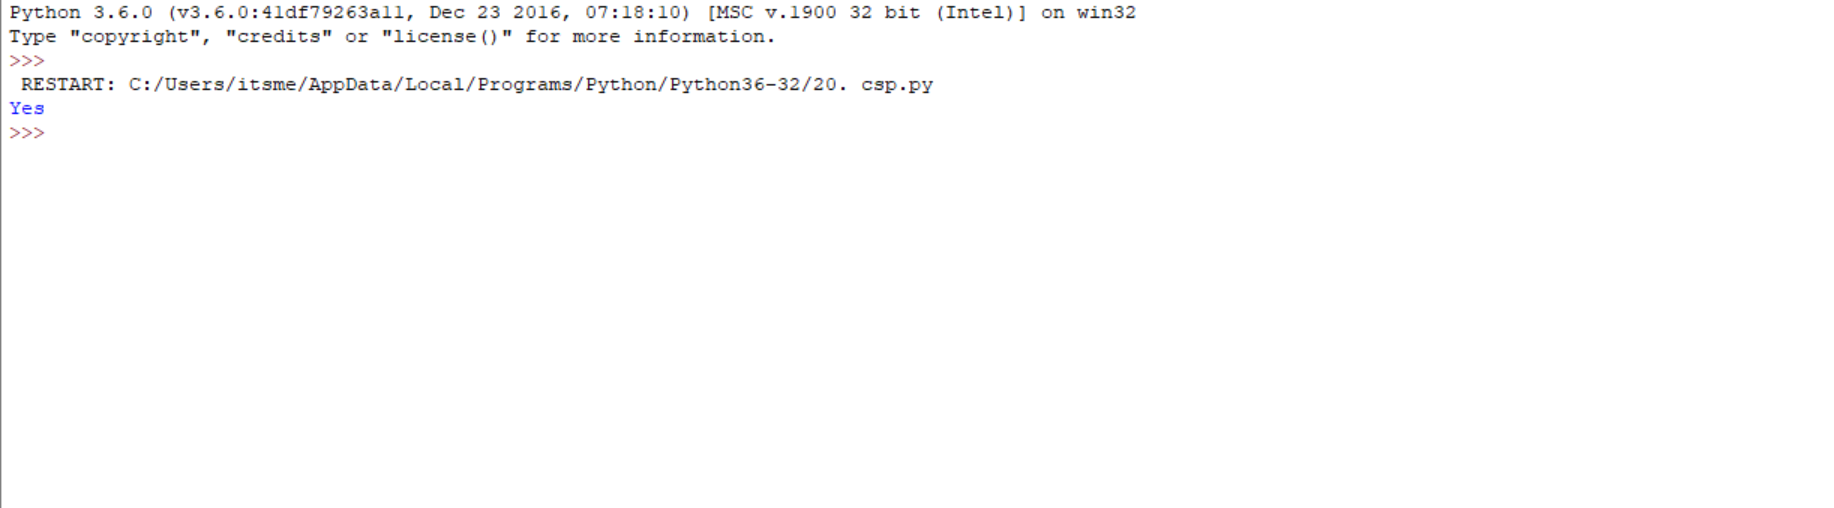 Python 3.6.0 (v3.6.0:41df79263a11, Dec 23 2016, 07:18:10) [MSC v.1900 32 bit (Intel)] on win32
Type "copyright", "credits" or "license()" for more information.
>>>
RESTART: C:/Users/itsme/AppData/Local/Programs/Python/Python36-32/20. csp.py
Yes
>>>